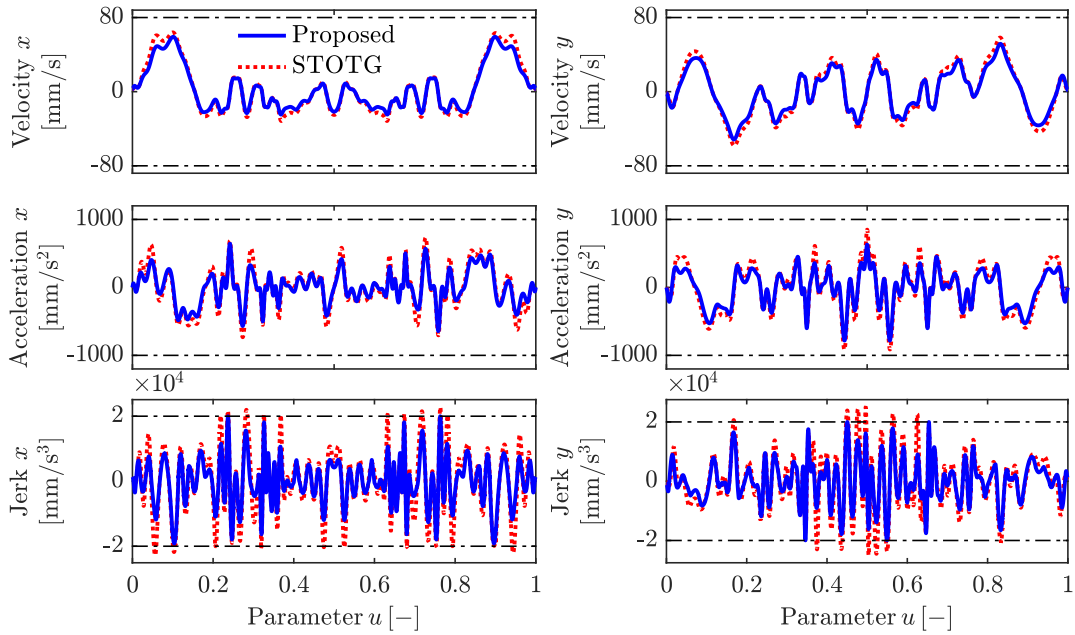 Velocity x
[mm/s]
80
0
-80
Proposed
STOTG
Velocity y
[mm/s]
80
0
-80
Acceleration x
[mm/s²]
1000
0
-1000
Acceleration y
[mm/s²]
1000
0
-1000
×10⁴
Jerk x
[mm/s³]
2
0
-2
0 0.2 0.4 0.6 0.8 1
Parameter u [−]
×10⁴
Jerk y
[mm/s³]
2
0
-2
0 0.2 0.4 0.6 0.8 1
Parameter u [−]